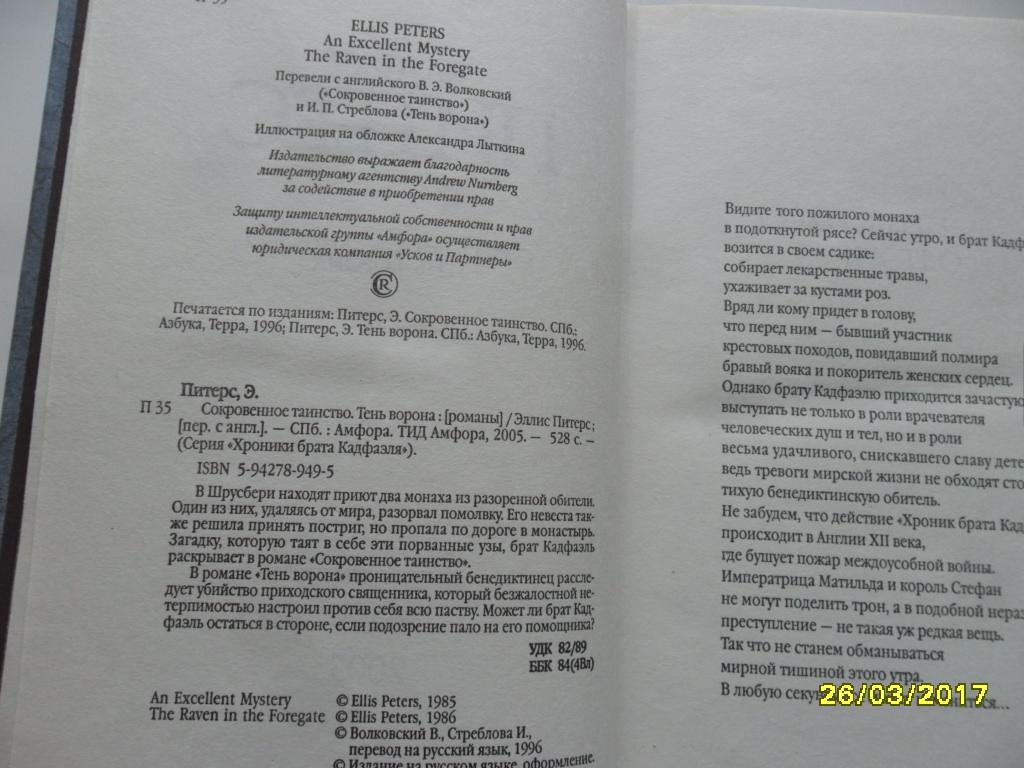 ELLIS PETERS
An Excellent Mystery
The Raven in the Foregate
Перевели с английского В. Э. Волковский
(«Сокровенное таинство»)
и И. П. Стреблова («Тень ворона»)
Иллюстрация на обложке Александра Лыткина
Издательство выражает благодарность
литературному агентству Andrew Nurnberg
за содействие в приобретении прав
Защиту интеллектуальной собственности и прав
издательской группы «Амфора» осуществляет
юридическая компания «Усков и Партнеры»
Печатается по изданиям: Питерс, Э. Сокровенное таинство. СПб.:
Азбука, Терра, 1996; Питерс, Э. Тень ворона. СПб.: Азбука, Терра, 1996.
Питерс, Э.
П 35 Сокровенное таинство. Тень ворона : [романы] / Эллис Питерс ;
[пер. с англ.]. — СПб. : Амфора. ТИД Амфора, 2005. — 528 с. —
(Серия «Хроники брата Кадфаэля»).
ISBN 5-94278-949-5
В Шрусбери находят приют два монаха из разоренной обители.
Один из них, удаляясь от мира, разорвал помолвку. Его невеста так-
же решила принять постриг, но пропала по дороге в монастырь.
Загадку, которую таят в себе эти порванные узы, брат Кадфаэль
раскрывает в романе «Сокровенное таинство».
В романе «Тень ворона» проницательный бенедиктинец рассле-
дует убийство приходского священника, который безжалостной не-
терпимостью настроил против себя всю паству. Может ли брат Кад-
фаэль остаться в стороне, если подозрение пало на его помощника?
УДК 82/89
ББК 84(4Вл)
An Excellent Mystery © Ellis Peters, 1985
The Raven in the Foregate © Ellis Peters, 1986
© Волковский В., Стреблова И.,
перевод на русский язык, 1996
© Издание на русском языке, оформление.
Видите того пожилого монаха
в подоткнутой рясе? Сейчас утро, и брат Кадф
возится в своем садике:
собирает лекарственные травы,
ухаживает за кустами роз.
Вряд ли кому придет в голову,
что перед ним — бывший участник
крестовых походов, повидавший полмира
бравый вояка и покоритель женских сердец.
Однако брату Кадфаэлю приходится зачастую
выступать не только в роли врачевателя
человеческих душ и тел, но и в роли
весьма удачливого, снискавшего славу дете
ведь тревоги мирской жизни не обходят сто
тихую бенедиктинскую обитель.
Не забудем, что действие «Хроник брата Кад
происходит в Англии XII века,
где бушует пожар междоусобной войны.
Императрица Матильда и король Стефан
не могут поделить трон, а в подобной нераз
преступление — не такая уж редкая вещь.
Так что не станем обманываться
мирной тишиной этого утра.
В любую секу
26/03/2017